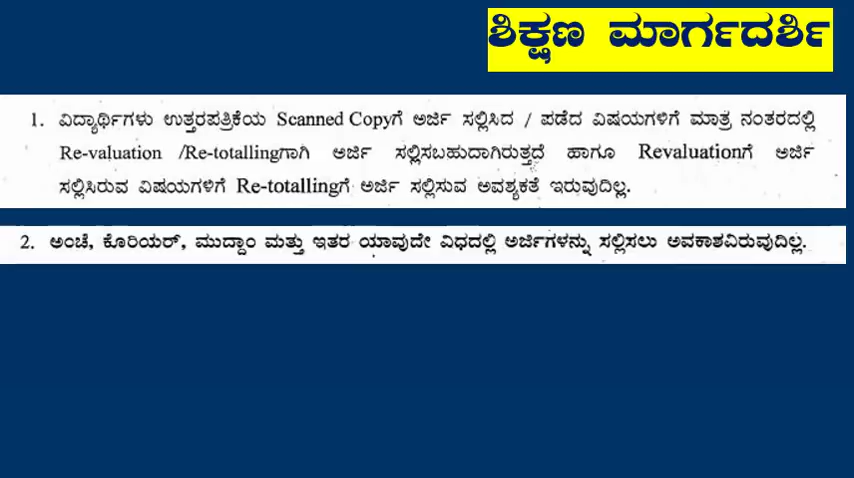 ಶಿಕ್ಷಣ ಮಾರ್ಗದರ್ಶಿ
1. ವಿದ್ಯಾರ್ಥಿಗಳು ಉತ್ತರಪತ್ರಿಕೆಯ Scanned Copyಗೆ ಅರ್ಜಿ ಸಲ್ಲಿಸಿದ / ಪಡೆದ ವಿಷಯಗಳಿಗೆ ಮಾತ್ರ ನಂತರದಲ್ಲಿ
Re-valuation /Re-totallingಗಾಗಿ ಅರ್ಜಿ ಸಲ್ಲಿಸಬಹುದಾಗಿರುತ್ತದೆ ಹಾಗೂ Revaluationಗೆ ಅರ್ಜಿ
ಸಲ್ಲಿಸಿರುವ ವಿಷಯಗಳಿಗೆ Re-totallingಗೆ ಅರ್ಜಿ ಸಲ್ಲಿಸುವ ಅವಶ್ಯಕತೆ ಇರುವುದಿಲ್ಲ.
2. ಅಂಚೆ, ಕೊರಿಯರ್, ಮುದ್ದಾಂ ಮತ್ತು ಇತರ ಯಾವುದೇ ವಿಧದಲ್ಲಿ ಅರ್ಜಿಗಳನ್ನು ಸಲ್ಲಿಸಲು ಅವಕಾಶವಿರುವುದಿಲ್ಲ.